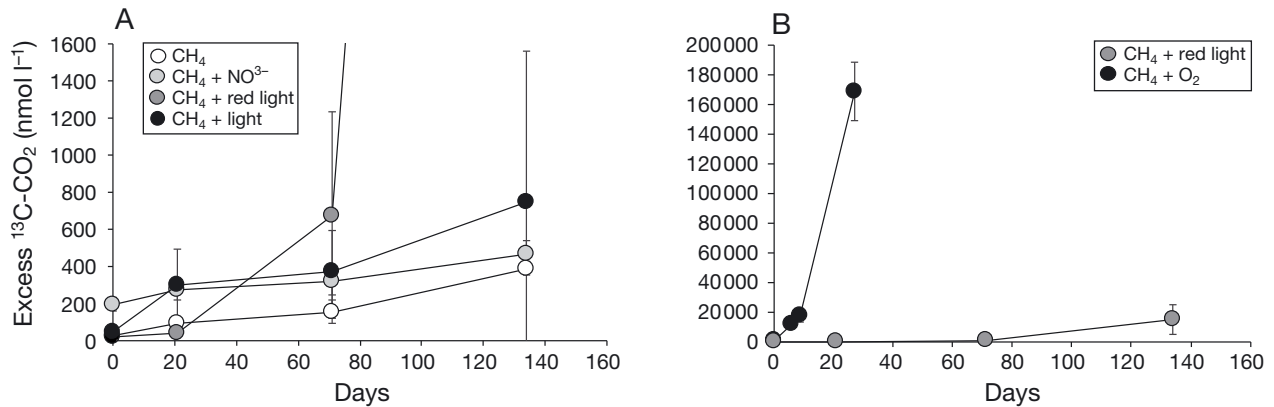 A
Excess ¹³C-CO₂ (nmol l⁻¹)
1600
1400
1200
1000
800
600
400
200
0
CH₄
CH₄ + NO³⁻
CH₄ + red light
CH₄ + light
0 20 40 60 80 100 120 140 160
Days
B
200000
180000
160000
140000
120000
100000
80000
60000
40000
20000
0
CH₄ + red light
CH₄ + O₂
0 20 40 60 80 100 120 140 160
Days